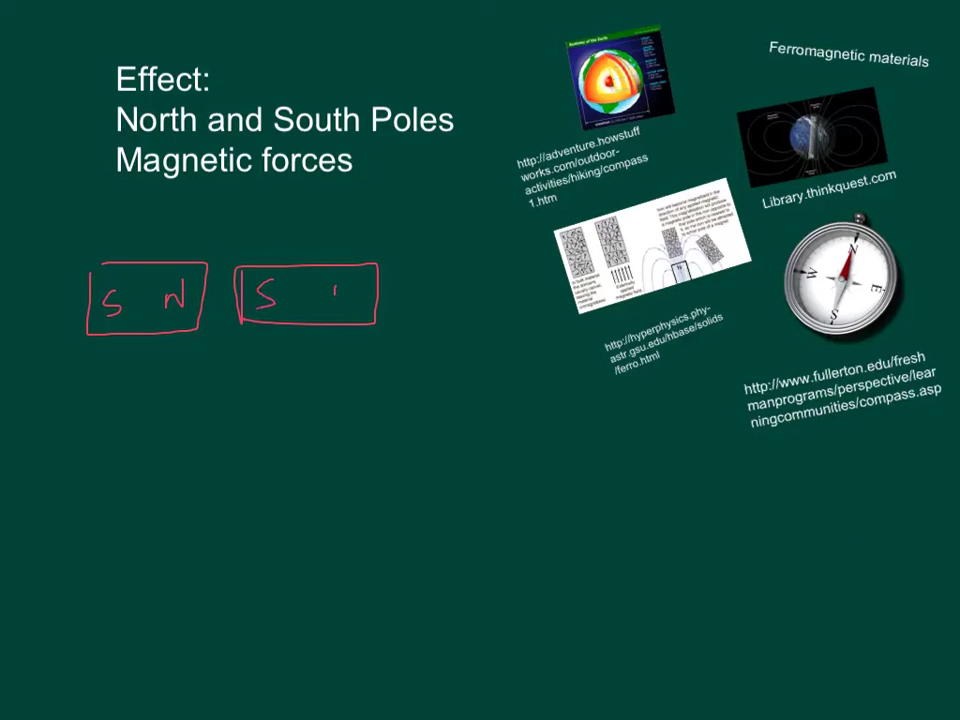 Effect:
North and South Poles
Magnetic forces
S N S
Ferromagnetic materials
http://adventure.howstuff
works.com/outdoor-
activities/hiking/compass
1.htm
Library.thinkquest.com
N
W
E
S
http://hyperphysics.phy-
astr.gsu.edu/hbase/solids
/ferro.html
http://www.fullerton.edu/fresh
manprograms/perspective/lear
ningcommunities/compass.asp